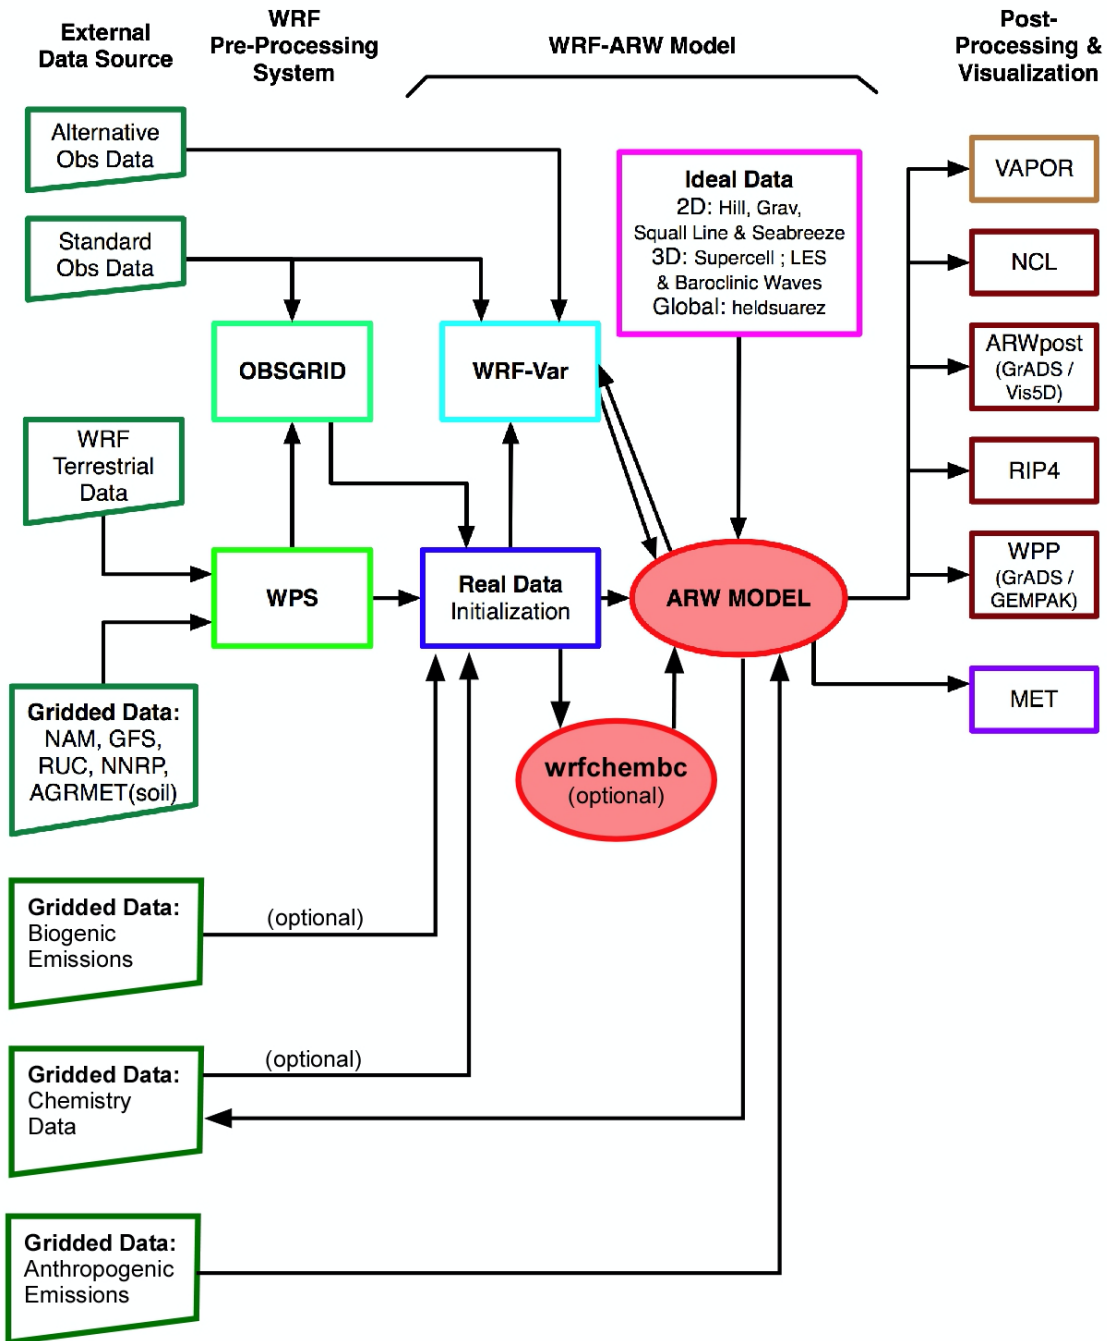 External
Data Source
WRF
Pre-Processing
System
WRF-ARW Model
Post-
Processing &
Visualization
Alternative
Obs Data
Standard
Obs Data
WRF
Terrestrial
Data
Gridded Data:
NAM, GFS,
RUC, NNRP,
AGRMET(soil)
Gridded Data:
Biogenic
Emissions
(optional)
Gridded Data:
Chemistry
Data
(optional)
Gridded Data:
Anthropogenic
Emissions
OBSGRID
WPS
WRF-Var
Real Data
Initialization
Ideal Data
2D: Hill, Grav,
Squall Line & Seabreeze
3D: Supercell ; LES
& Baroclinic Waves
Global: heldsuarez
ARW MODEL
wrfchembc
(optional)
VAPOR
NCL
ARWpost
(GrADS /
Vis5D)
RIP4
WPP
(GrADS /
GEMPAK)
MET